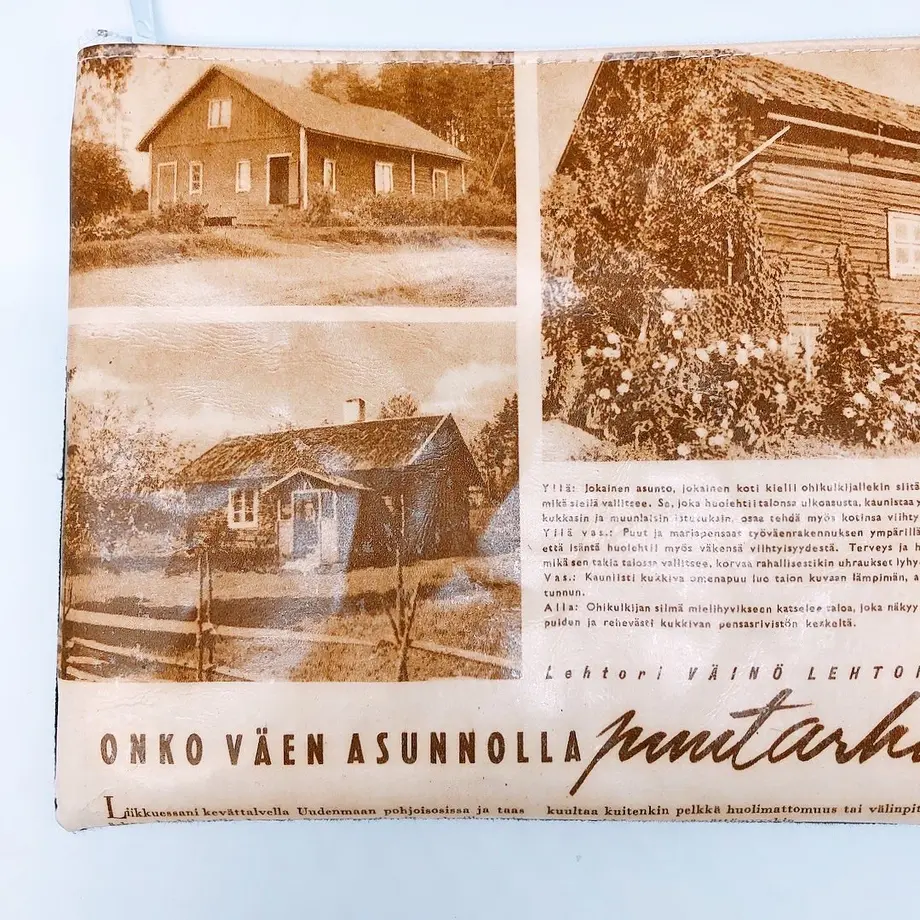 Yllä: Jokainen asunto, jokainen koti kielii ohikulkijallekin siitä
mikä siellä vallitsee. Se, joka huolehtii talonsa ulkoasusta, kaunistaa
kukkasin ja muunlaisin istutuksin, osaa tehdä myös kotinsa viihty
Yllä vas.: Puut ja marjapensaat työväenrakennuksen ympärillä
että isäntä huolehtii myös väkensä viihtyisyydestä. Terveys ja h
mikä sen takia talossa vallitsee, korvaa rahallisestikin uhraukset lyhy
Vas.: Kauniisti kukkiva omenapuu luo talon kuvaan lämpimän, a
tunnun.
Alla: Ohikulkijan silmä mielihyvikseen katselee taloa, joka näkyy
puiden ja rehevästi kukkivan pensasrivistön keskeltä.
Lehtori VÄINÖ LEHTO
ONKO VÄEN ASUNNOLLA puutarh
Liikkuessani kevättalvella Uudenmaan pohjoisosissa ja taas
kuultaa kuitenkin pelkkä huolimattomuus tai välinpit